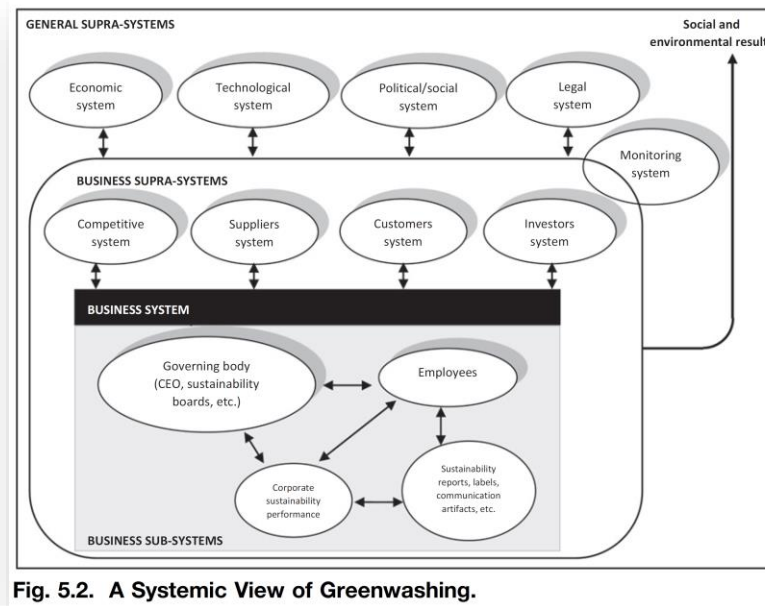 GENERAL SUPRA-SYSTEMS
Social and
environmental result
Economic
system
Technological
system
Political/social
system
Legal
system
Monitoring
system
BUSINESS SUPRA-SYSTEMS
Competitive
system
Suppliers
system
Customers
system
Investors
system
BUSINESS SYSTEM
Governing body
(CEO, sustainability
boards, etc.)
Employees
Corporate
sustainability
performance
Sustainability
reports, labels,
communication
artifacts, etc.
BUSINESS SUB-SYSTEMS
Fig. 5.2. A Systemic View of Greenwashing.